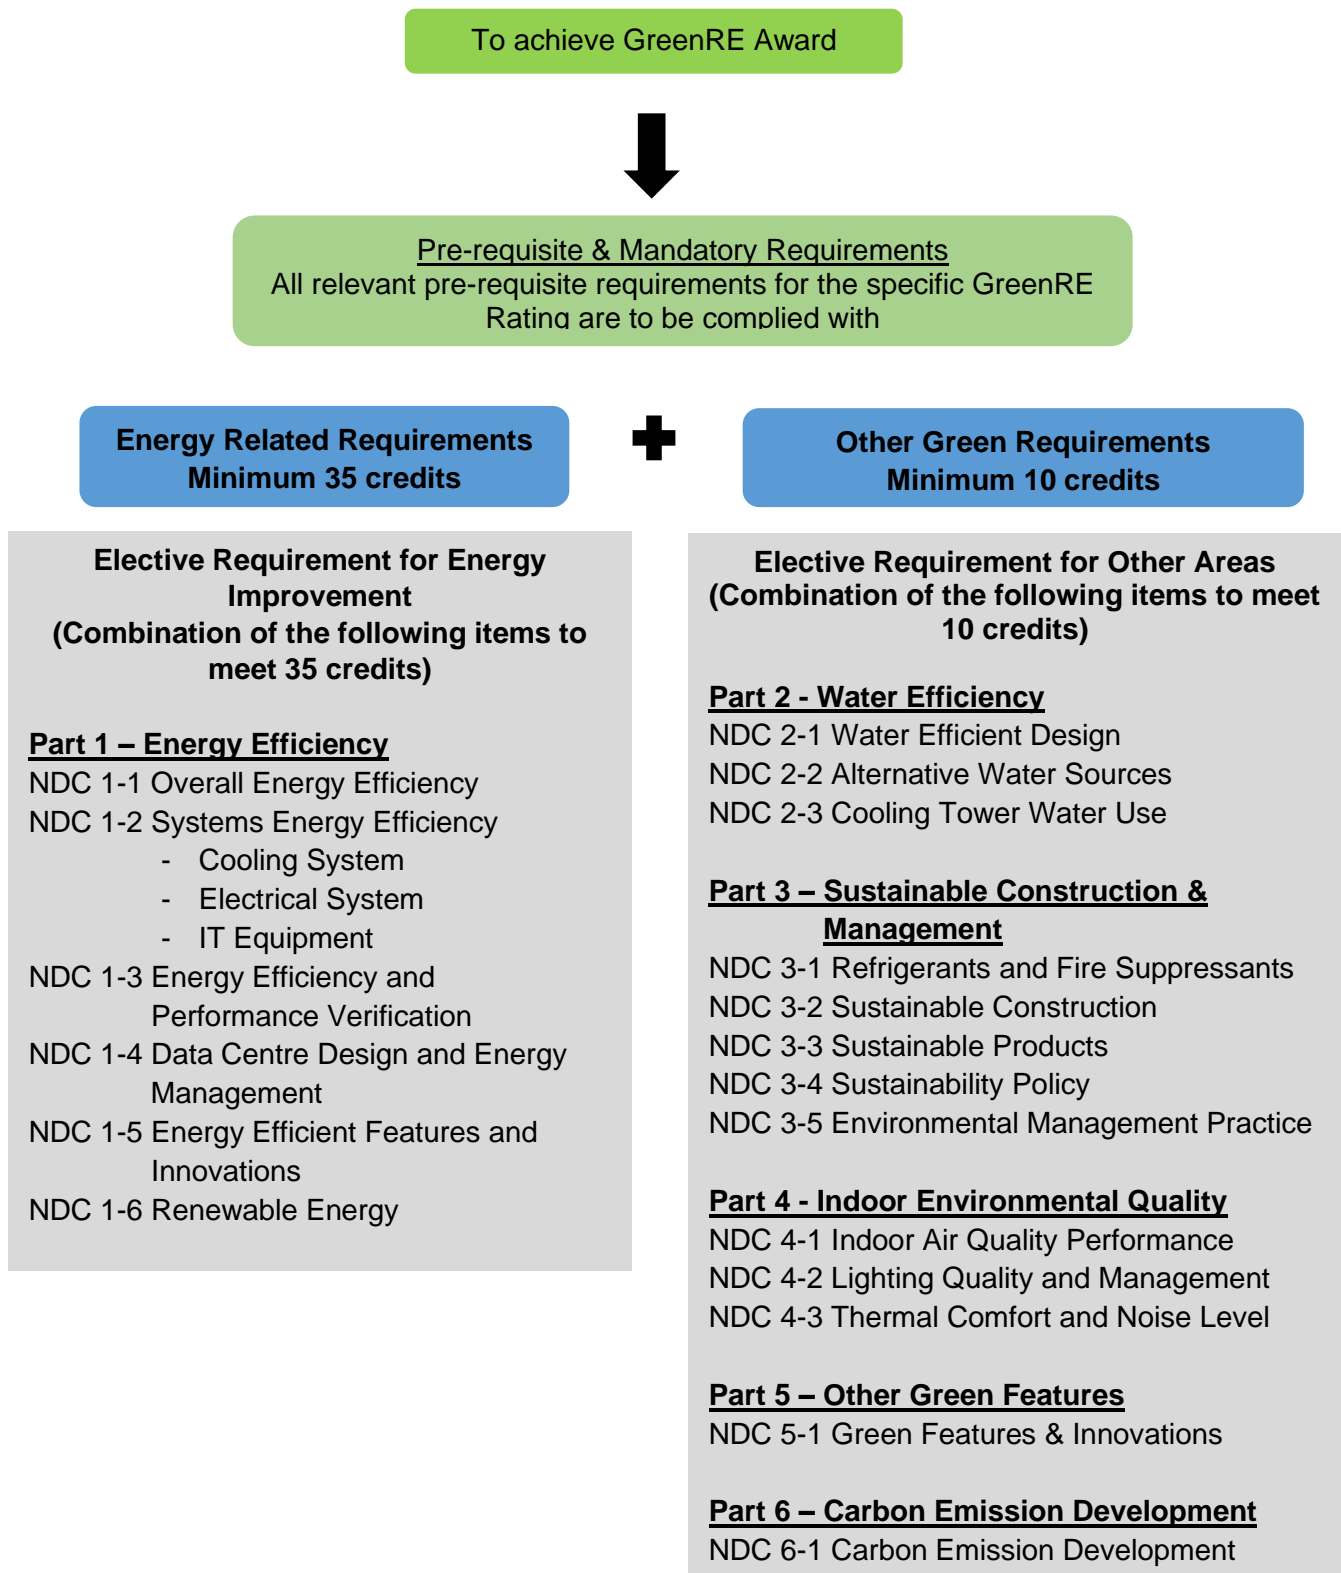 To achieve GreenRE Award
Pre-requisite & Mandatory Requirements
All relevant pre-requisite requirements for the specific GreenRE
Rating are to be complied with
Energy Related Requirements
Minimum 35 credits
Other Green Requirements
Minimum 10 credits
Elective Requirement for Energy
Improvement
(Combination of the following items to
meet 35 credits)
Part 1 – Energy Efficiency
NDC 1-1 Overall Energy Efficiency
NDC 1-2 Systems Energy Efficiency
- Cooling System
- Electrical System
- IT Equipment
NDC 1-3 Energy Efficiency and
Performance Verification
NDC 1-4 Data Centre Design and Energy
Management
NDC 1-5 Energy Efficient Features and
Innovations
NDC 1-6 Renewable Energy
Elective Requirement for Other Areas
(Combination of the following items to meet
10 credits)
Part 2 - Water Efficiency
NDC 2-1 Water Efficient Design
NDC 2-2 Alternative Water Sources
NDC 2-3 Cooling Tower Water Use
Part 3 – Sustainable Construction &
Management
NDC 3-1 Refrigerants and Fire Suppressants
NDC 3-2 Sustainable Construction
NDC 3-3 Sustainable Products
NDC 3-4 Sustainability Policy
NDC 3-5 Environmental Management Practice
Part 4 - Indoor Environmental Quality
NDC 4-1 Indoor Air Quality Performance
NDC 4-2 Lighting Quality and Management
NDC 4-3 Thermal Comfort and Noise Level
Part 5 – Other Green Features
NDC 5-1 Green Features & Innovations
Part 6 – Carbon Emission Development
NDC 6-1 Carbon Emission Development